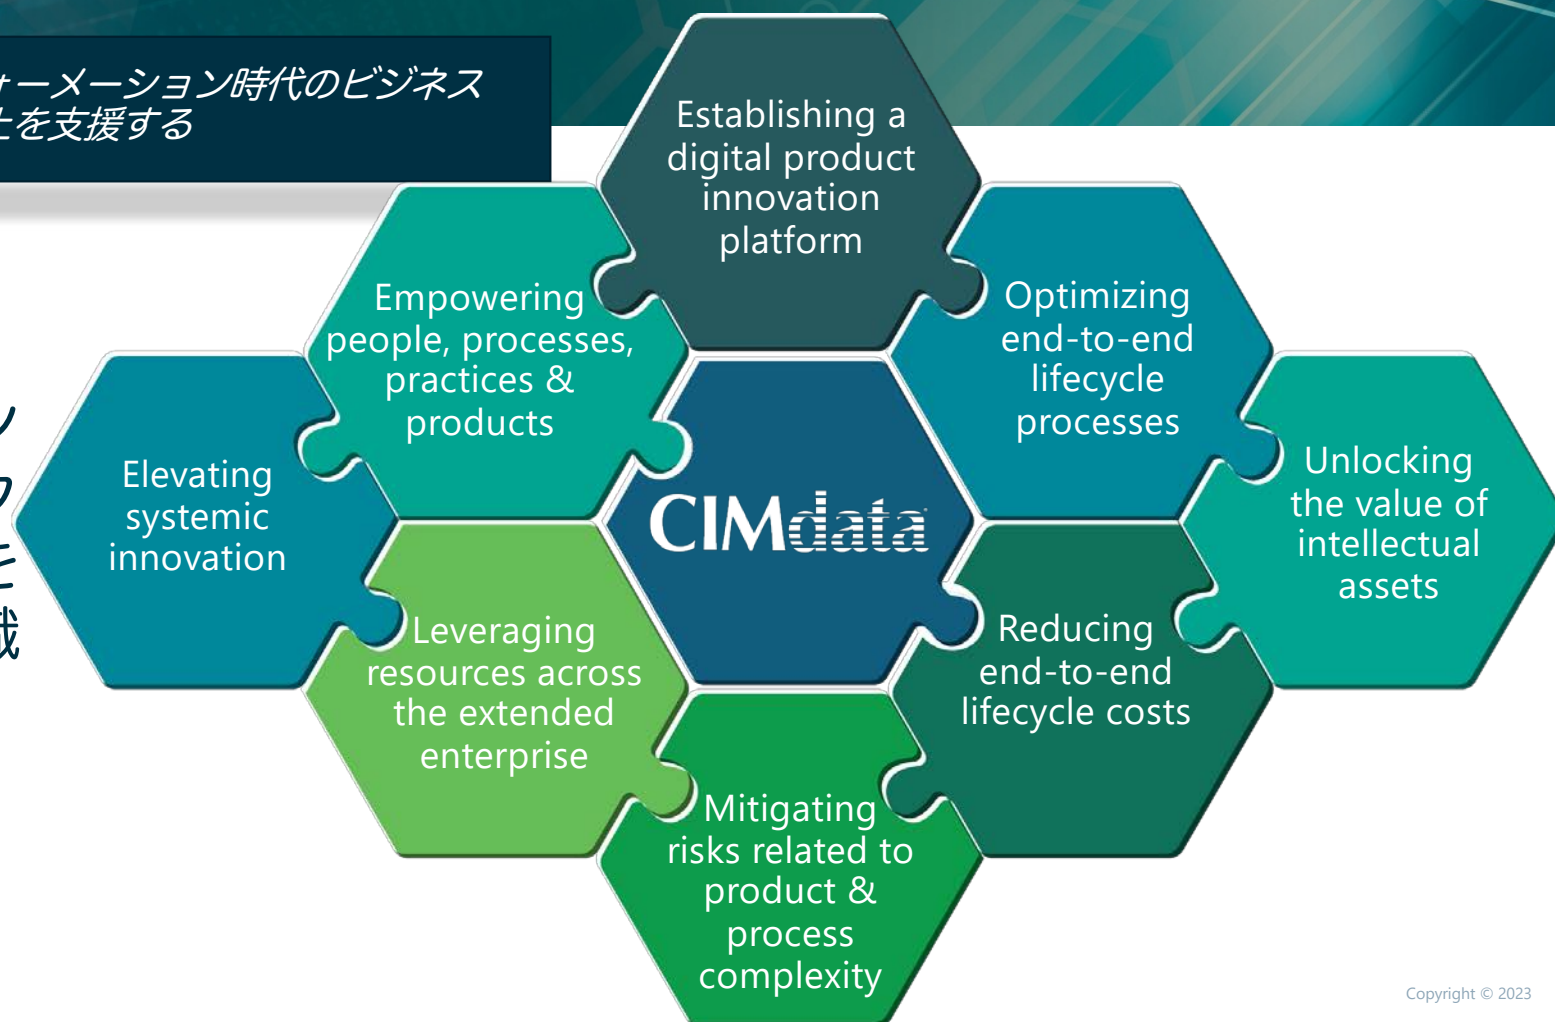 ォーメーション時代のビジネス
を支援する
Establishing a
digital product
innovation
platform
Empowering
people, processes,
practices &
products
Optimizing
end-to-end
lifecycle
processes
Elevating
systemic
innovation
CIMdata
Unlocking
the value of
intellectual
assets
Leveraging
resources across
the extended
enterprise
Reducing
end-to-end
lifecycle costs
Mitigating
risks related to
product &
process
complexity
Copyright © 2023